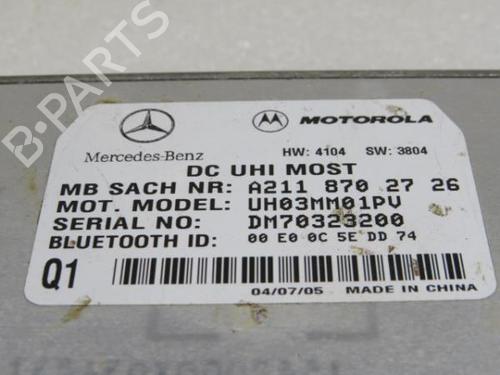 B-PARTS
Mercedes-Benz
MOTOROLA
HW: 4104 SW: 3804
DC UHI MOST
MB SACH NR: A211 870 27 26
MOT. MODEL: UH03MM01PV
SERIAL NO: DM70323200
BLUETOOTH ID: 00 E0 0C 5E DD 74
Q1
04/07/05 MADE IN CHINA